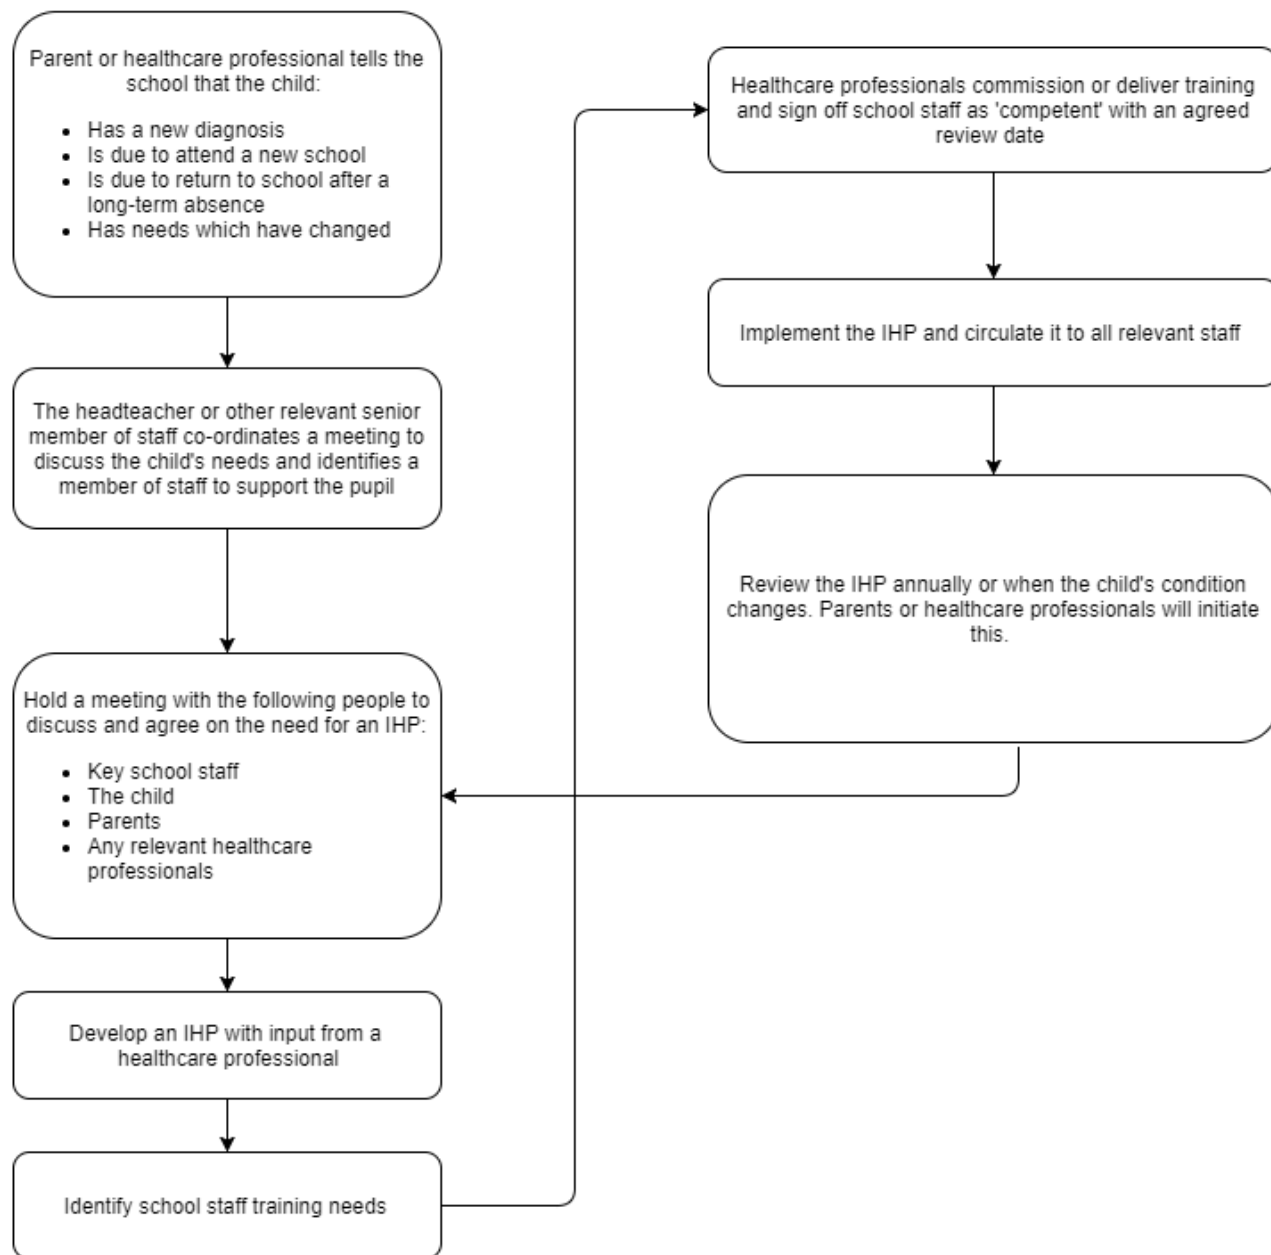 Parent or healthcare professional tells the
school that the child:
• Has a new diagnosis
• Is due to attend a new school
• Is due to return to school after a
long-term absence
• Has needs which have changed
The headteacher or other relevant senior
member of staff co-ordinates a meeting to
discuss the child's needs and identifies a
member of staff to support the pupil
Hold a meeting with the following people to
discuss and agree on the need for an IHP:
• Key school staff
• The child
• Parents
• Any relevant healthcare
professionals
Develop an IHP with input from a
healthcare professional
Identify school staff training needs
Healthcare professionals commission or deliver training
and sign off school staff as 'competent' with an agreed
review date
Implement the IHP and circulate it to all relevant staff
Review the IHP annually or when the child's condition
changes. Parents or healthcare professionals will initiate
this.